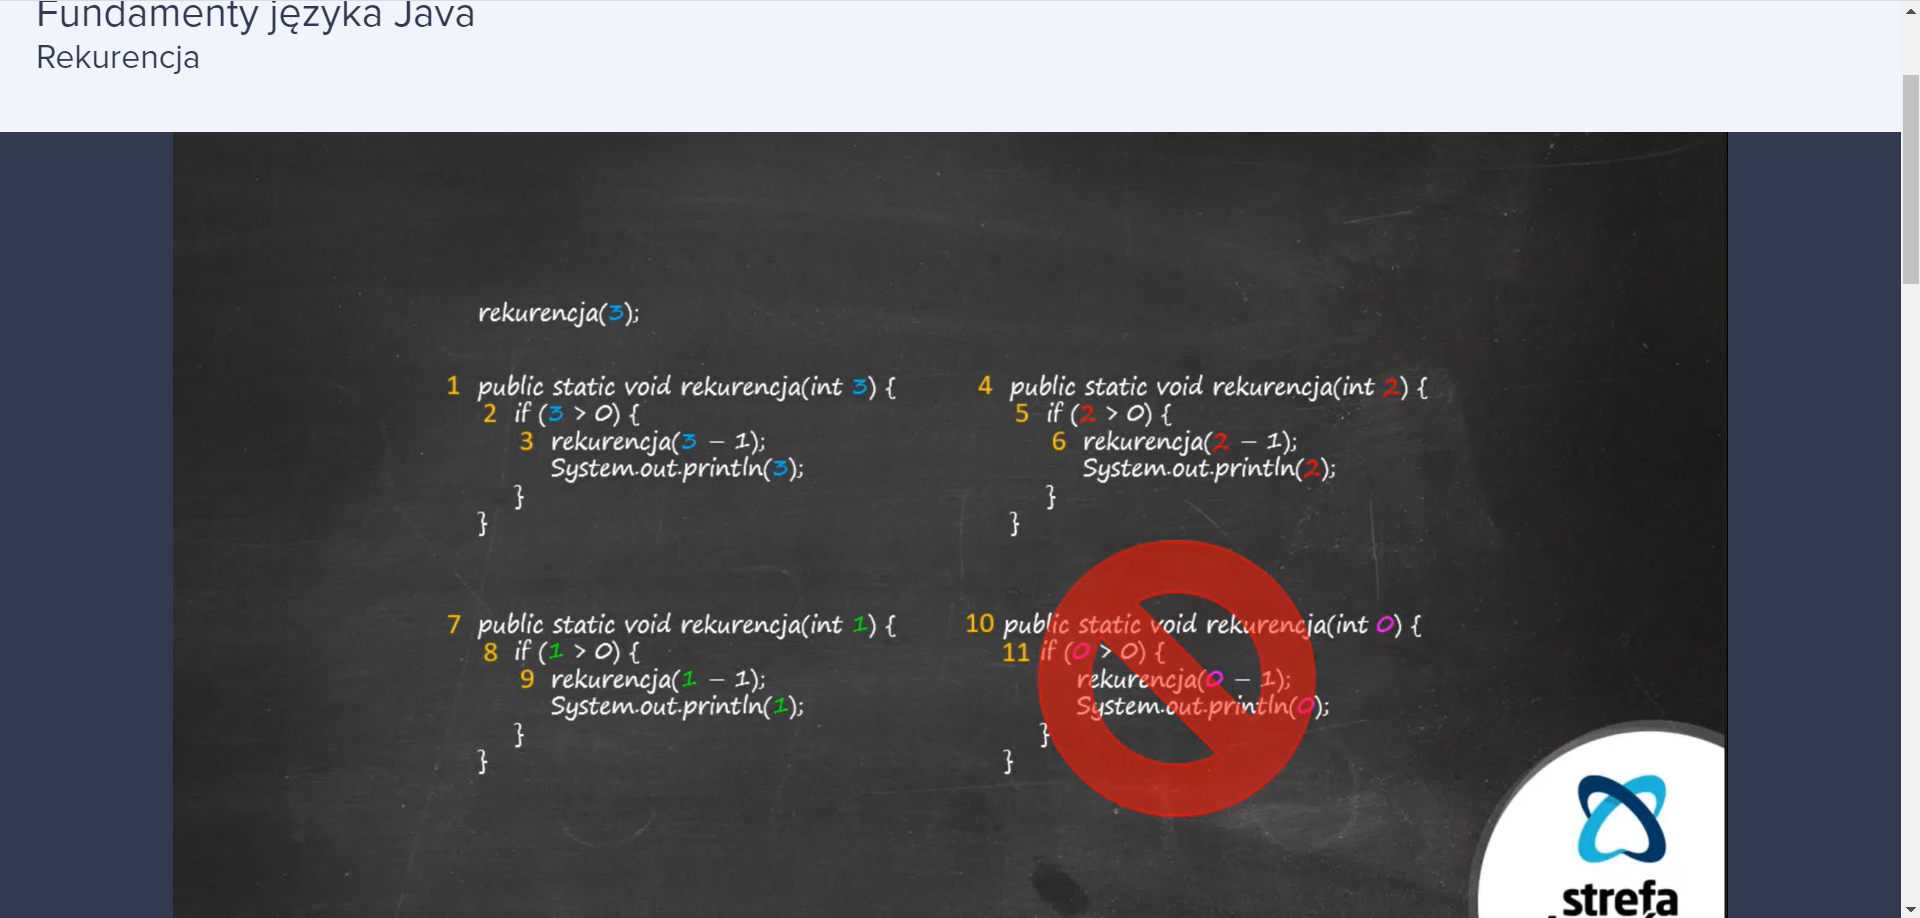 Fundamenty języka Java
Rekurencja
rekurencja(3);
1 public static void rekurencja(int 3) {
2 if (3 > 0) {
3 rekurencja(3 – 1);
System.out.println(3);
}
}
4 public static void rekurencja(int 2) {
5 if (2 > 0) {
6 rekurencja(2 – 1);
System.out.println(2);
}
}
7 public static void rekurencja(int 1) {
8 if (1 > 0) {
9 rekurencja(1 – 1);
System.out.println(1);
}
}
10 public static void rekurencja(int 0) {
11 if (0 > 0) {
rekurencja(0 – 1);
System.out.println(0);
}
}
strefa